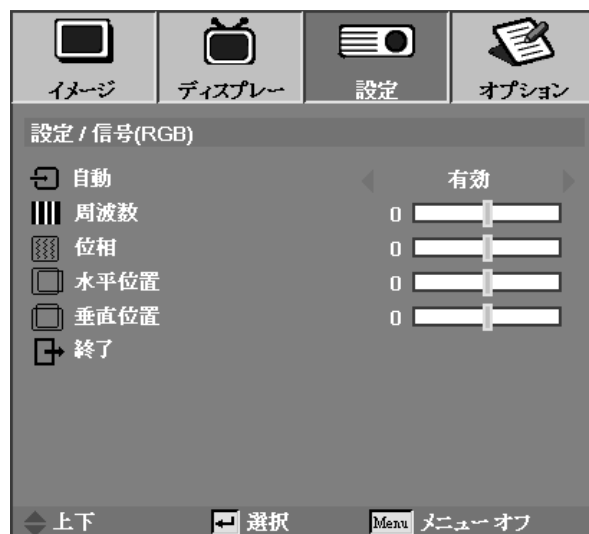 イメージ ディスプレー 設定 オプション
設定 / 信号(RGB)
自動 有効
周波数 0
位相 0
水平位置 0
垂直位置 0
終了
上下 選択 Menu メニューオフ